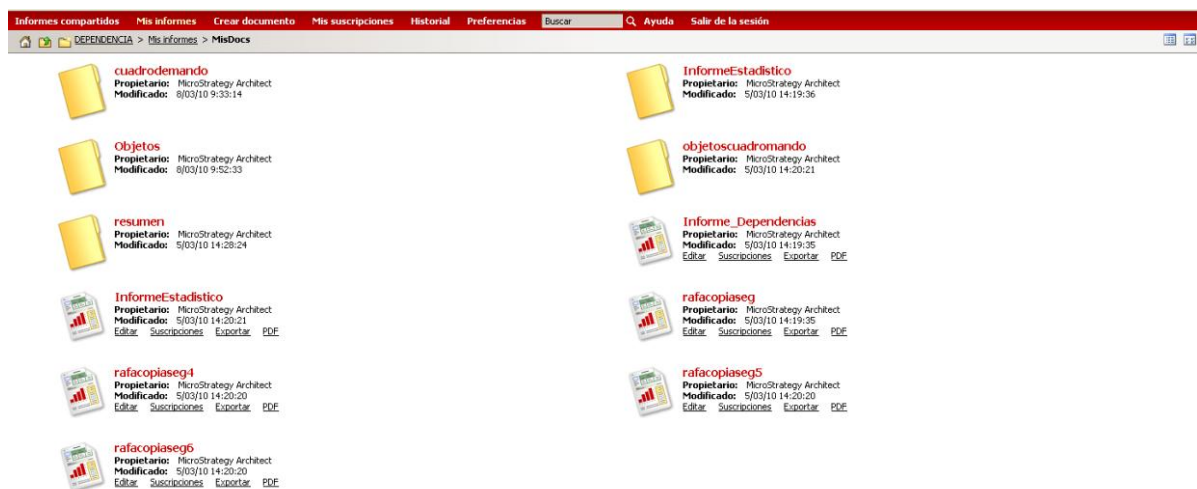 Informes compartidos Mis informes Crear documento Mis suscripciones Historial Preferencias Buscar Ayuda Salir de la sesión
DEPENDENCIA > Mis informes > MisDocs
cuadrodemando
Propietario: MicroStrategy Architect
Modificado: 8/03/10 9:33:14
InformeEstadistico
Propietario: MicroStrategy Architect
Modificado: 5/03/10 14:19:36
Objetos
Propietario: MicroStrategy Architect
Modificado: 8/03/10 9:52:33
objetoscuadromando
Propietario: MicroStrategy Architect
Modificado: 5/03/10 14:20:21
resumen
Propietario: MicroStrategy Architect
Modificado: 5/03/10 14:28:24
Informe_Dependencias
Propietario: MicroStrategy Architect
Modificado: 5/03/10 14:19:35
Editar Suscripciones Exportar PDF
InformeEstadistico
Propietario: MicroStrategy Architect
Modificado: 5/03/10 14:20:21
Editar Suscripciones Exportar PDF
rafacopiaseg
Propietario: MicroStrategy Architect
Modificado: 5/03/10 14:19:35
Editar Suscripciones Exportar PDF
rafacopiaseg4
Propietario: MicroStrategy Architect
Modificado: 5/03/10 14:20:20
Editar Suscripciones Exportar PDF
rafacopiaseg5
Propietario: MicroStrategy Architect
Modificado: 5/03/10 14:20:20
Editar Suscripciones Exportar PDF
rafacopiaseg6
Propietario: MicroStrategy Architect
Modificado: 5/03/10 14:20:20
Editar Suscripciones Exportar PDF